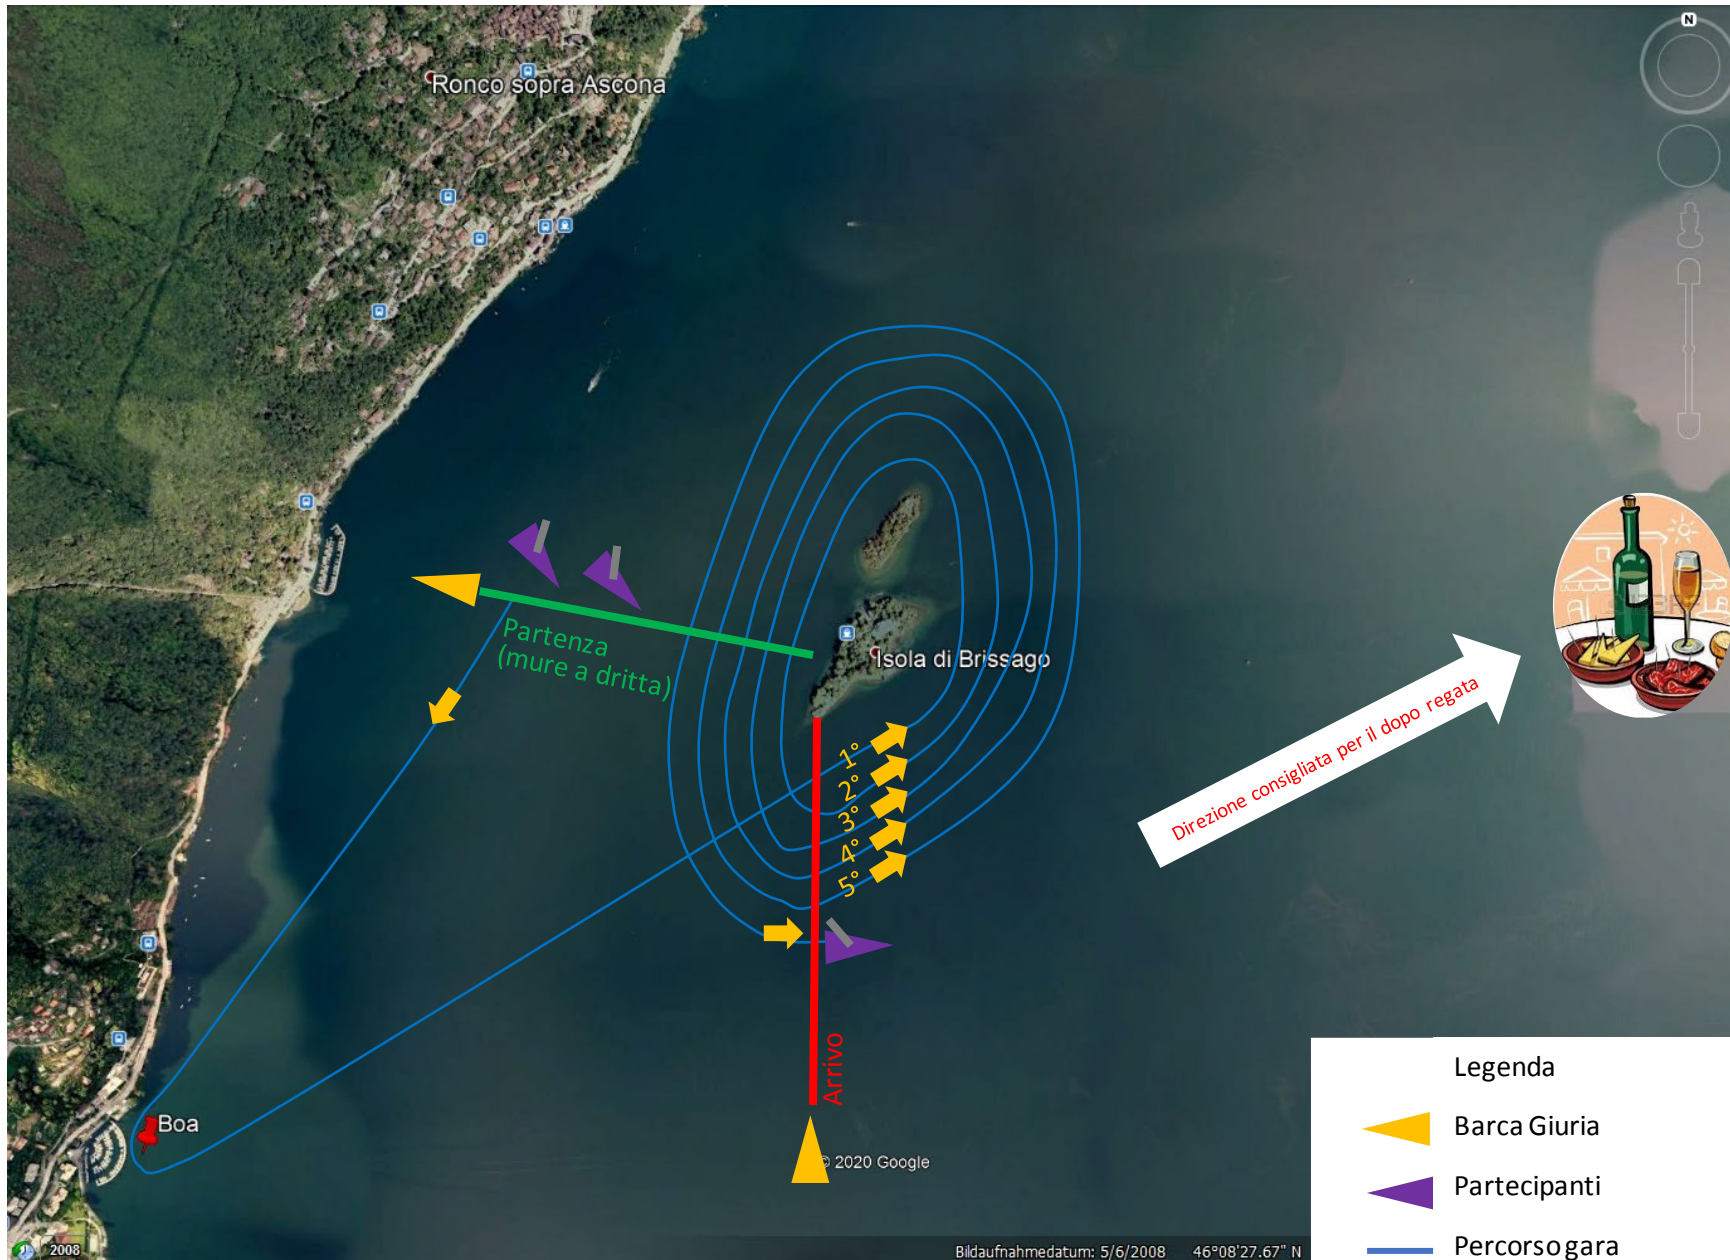 N
Ronco sopra Ascona
Partenza
(mure a dritta)
Isola di Brissago
1°
2°
3°
4°
5°
Direzione consigliata per il dopo regata
Arrivo
Boa
© 2020 Google
Legenda
Barca Giuria
Partecipanti
Percorso gara
2008
Bildaufnahmedatum: 5/6/2008 46°08'27.67" N